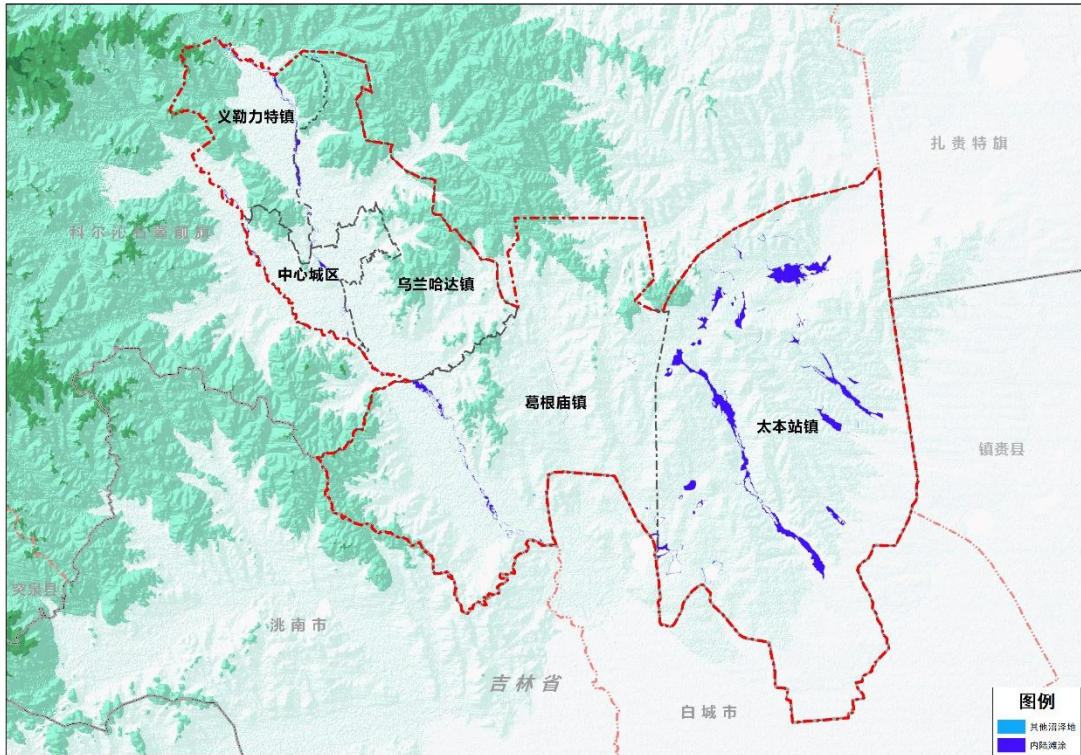 义勒力特镇
扎赉特旗
科尔沁右翼前旗
中心城区
乌兰哈达镇
葛根庙镇
太本站镇
镇赉县
突泉县
洮南市
吉林省
白城市
图例
其他沼泽地
内陆滩涂